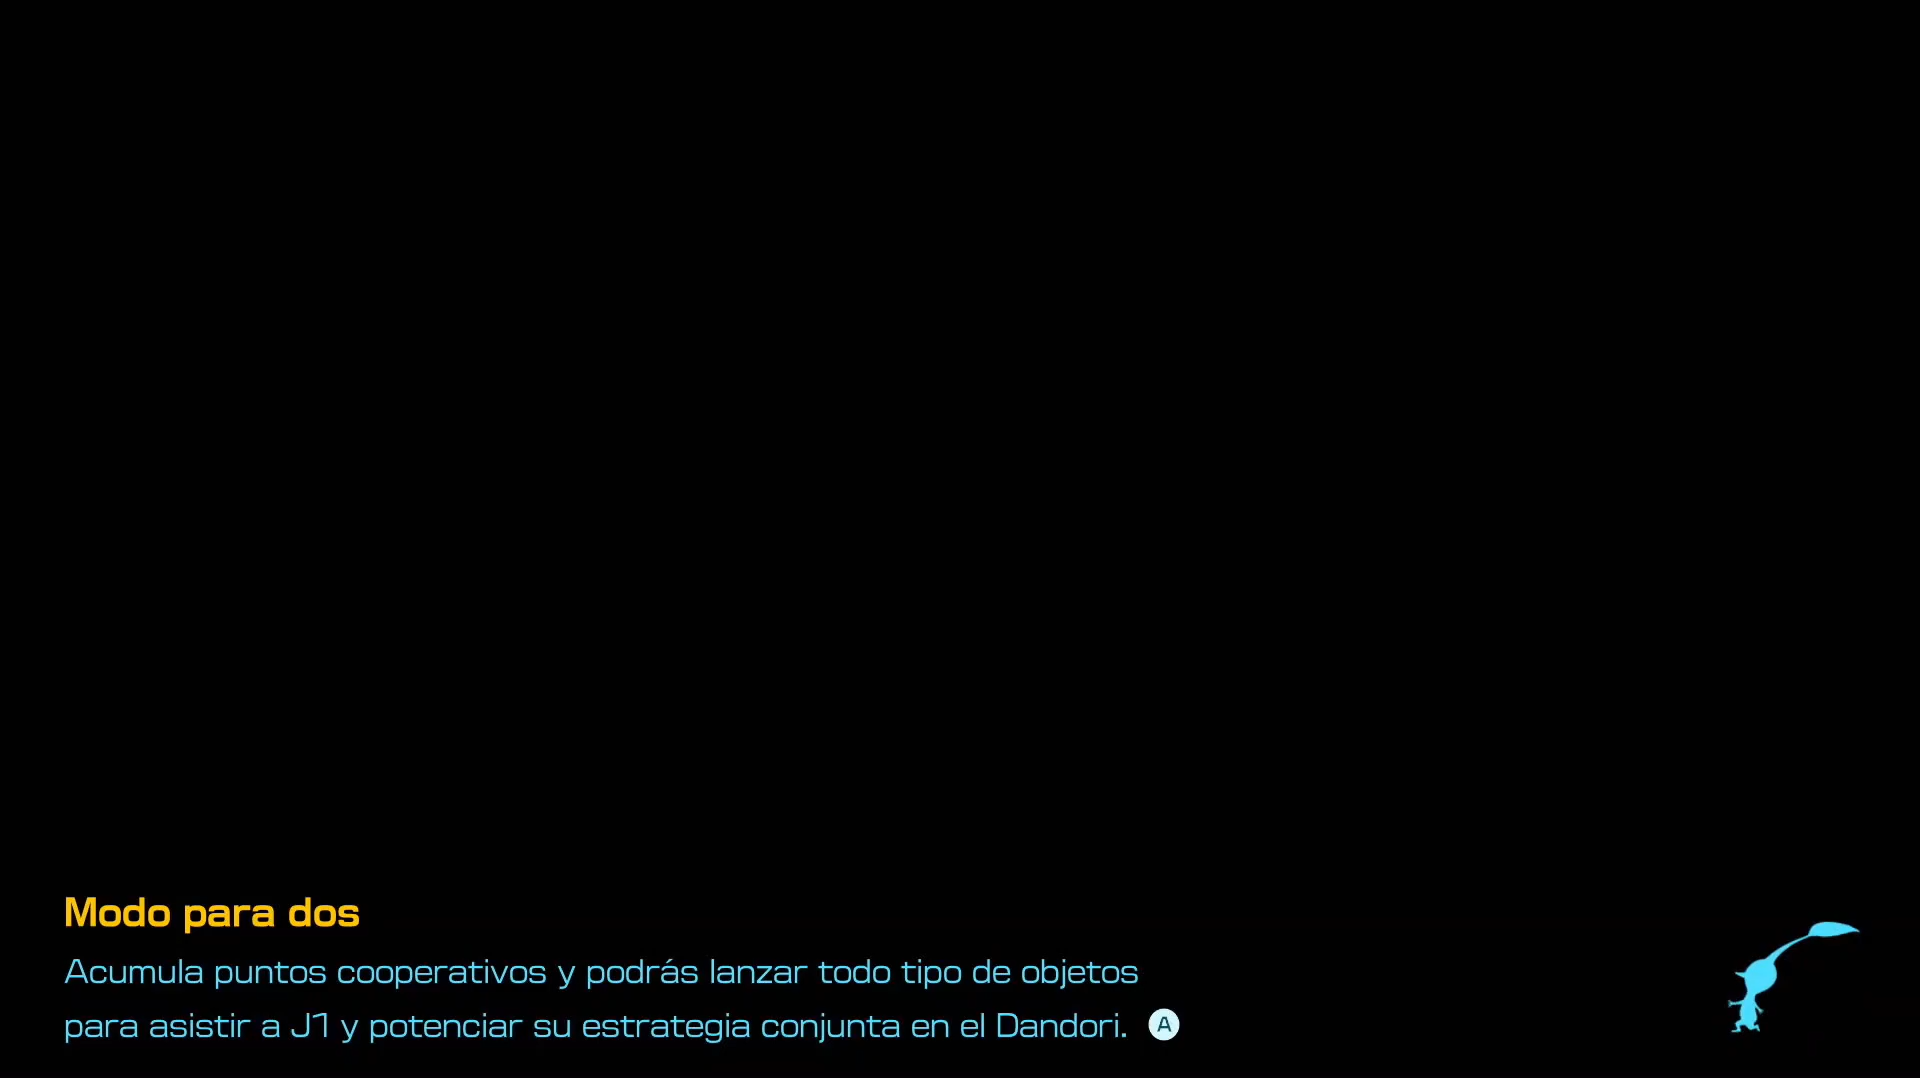 Modo para dos
Acumula puntos cooperativos y podrás lanzar todo tipo de objetos
para asistir a J1 y potenciar su estrategia conjunta en el Dandori. A